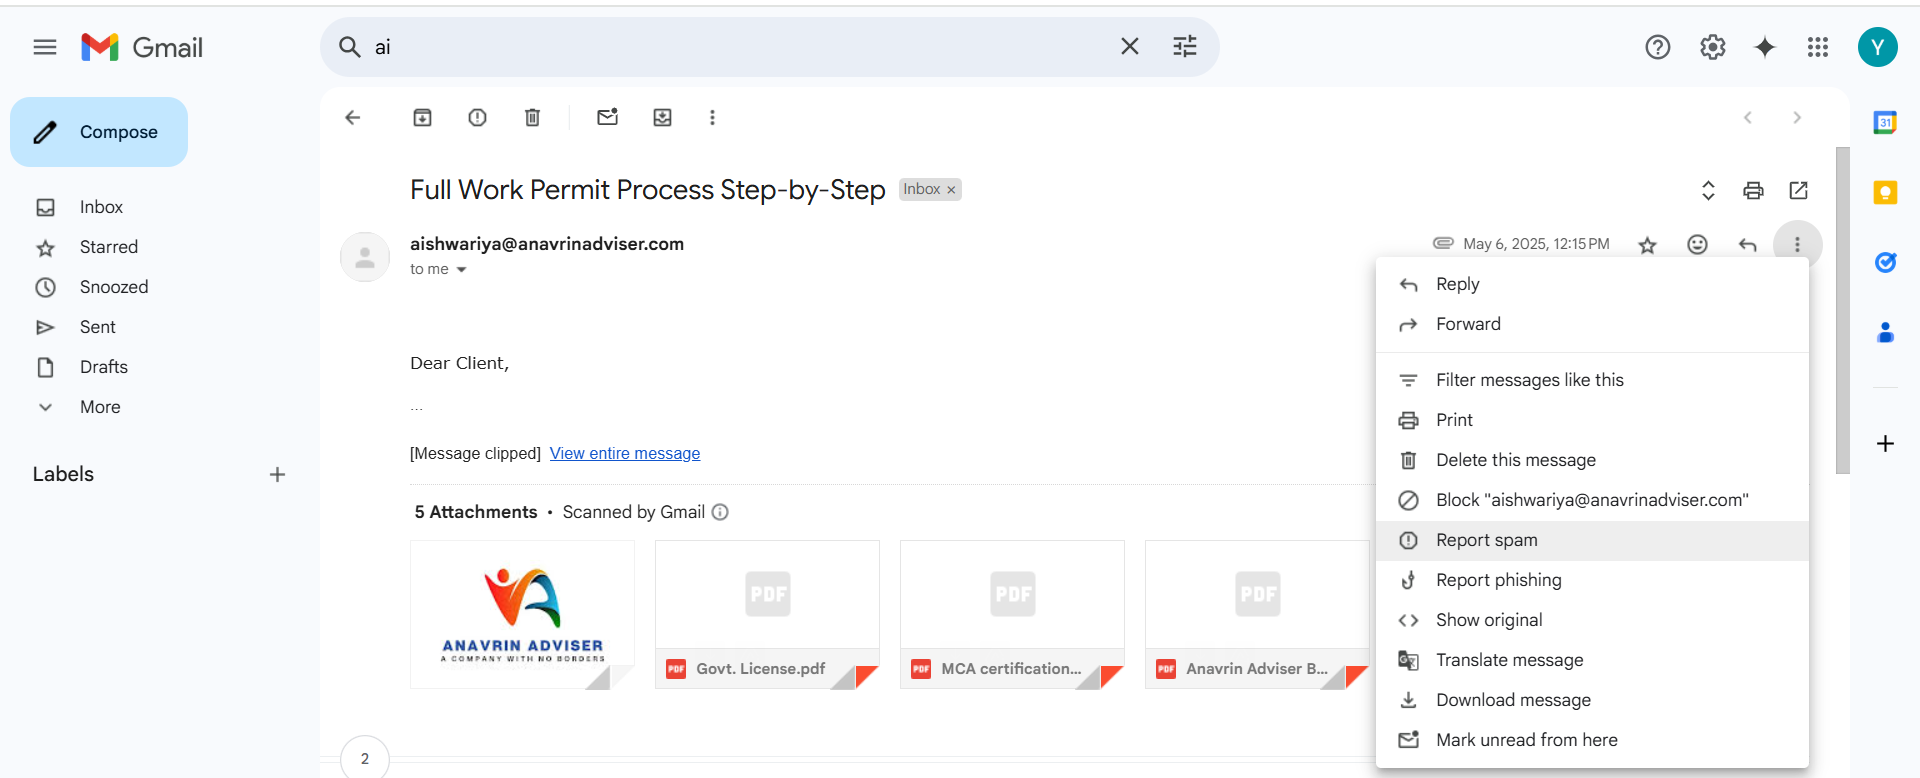 Gmail
ai
Y
Compose
Inbox
Starred
Snoozed
Sent
Drafts
More
Labels
31
Full Work Permit Process Step-by-Step
Inbox ×
aishwariya@anavrinadviser.com
to me
May 6, 2025, 12:15 PM
Dear Client,
...
[Message clipped] View entire message
5 Attachments • Scanned by Gmail
ANAVRIN ADVISER
A COMPANY WITH NO BORDERS
PDF
PDF Govt. License.pdf
PDF
PDF MCA certification...
PDF
PDF Anavrin Adviser B...
2
Reply
Forward
Filter messages like this
Print
Delete this message
Block "aishwariya@anavrinadviser.com"
Report spam
Report phishing
Show original
Translate message
Download message
Mark unread from here